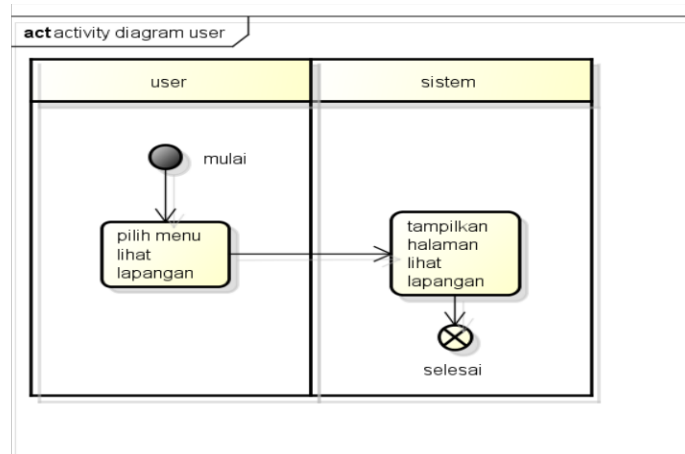 act activity diagram user
user
sistem
mulai
pilih menu
lihat
lapangan
tampilkan
halaman
lihat
lapangan
selesai